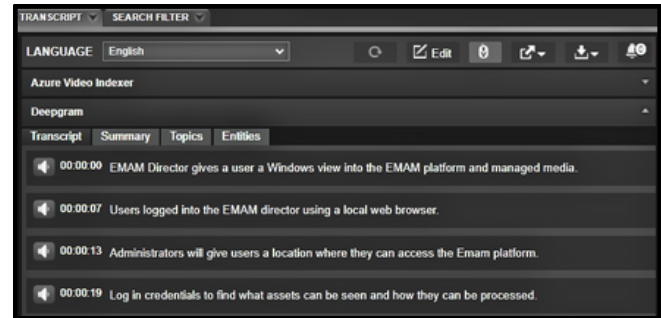 TRANSCRIPT SEARCH FILTER
LANGUAGE English Edit
Azure Video Indexer
Deepgram
Transcript Summary Topics Entities
00:00:00 EMAM Director gives a user a Windows view into the EMAM platform and managed media.
00:00:07 Users logged into the EMAM director using a local web browser.
00:00:13 Administrators will give users a location where they can access the Emam platform.
00:00:19 Log in credentials to find what assets can be seen and how they can be processed.